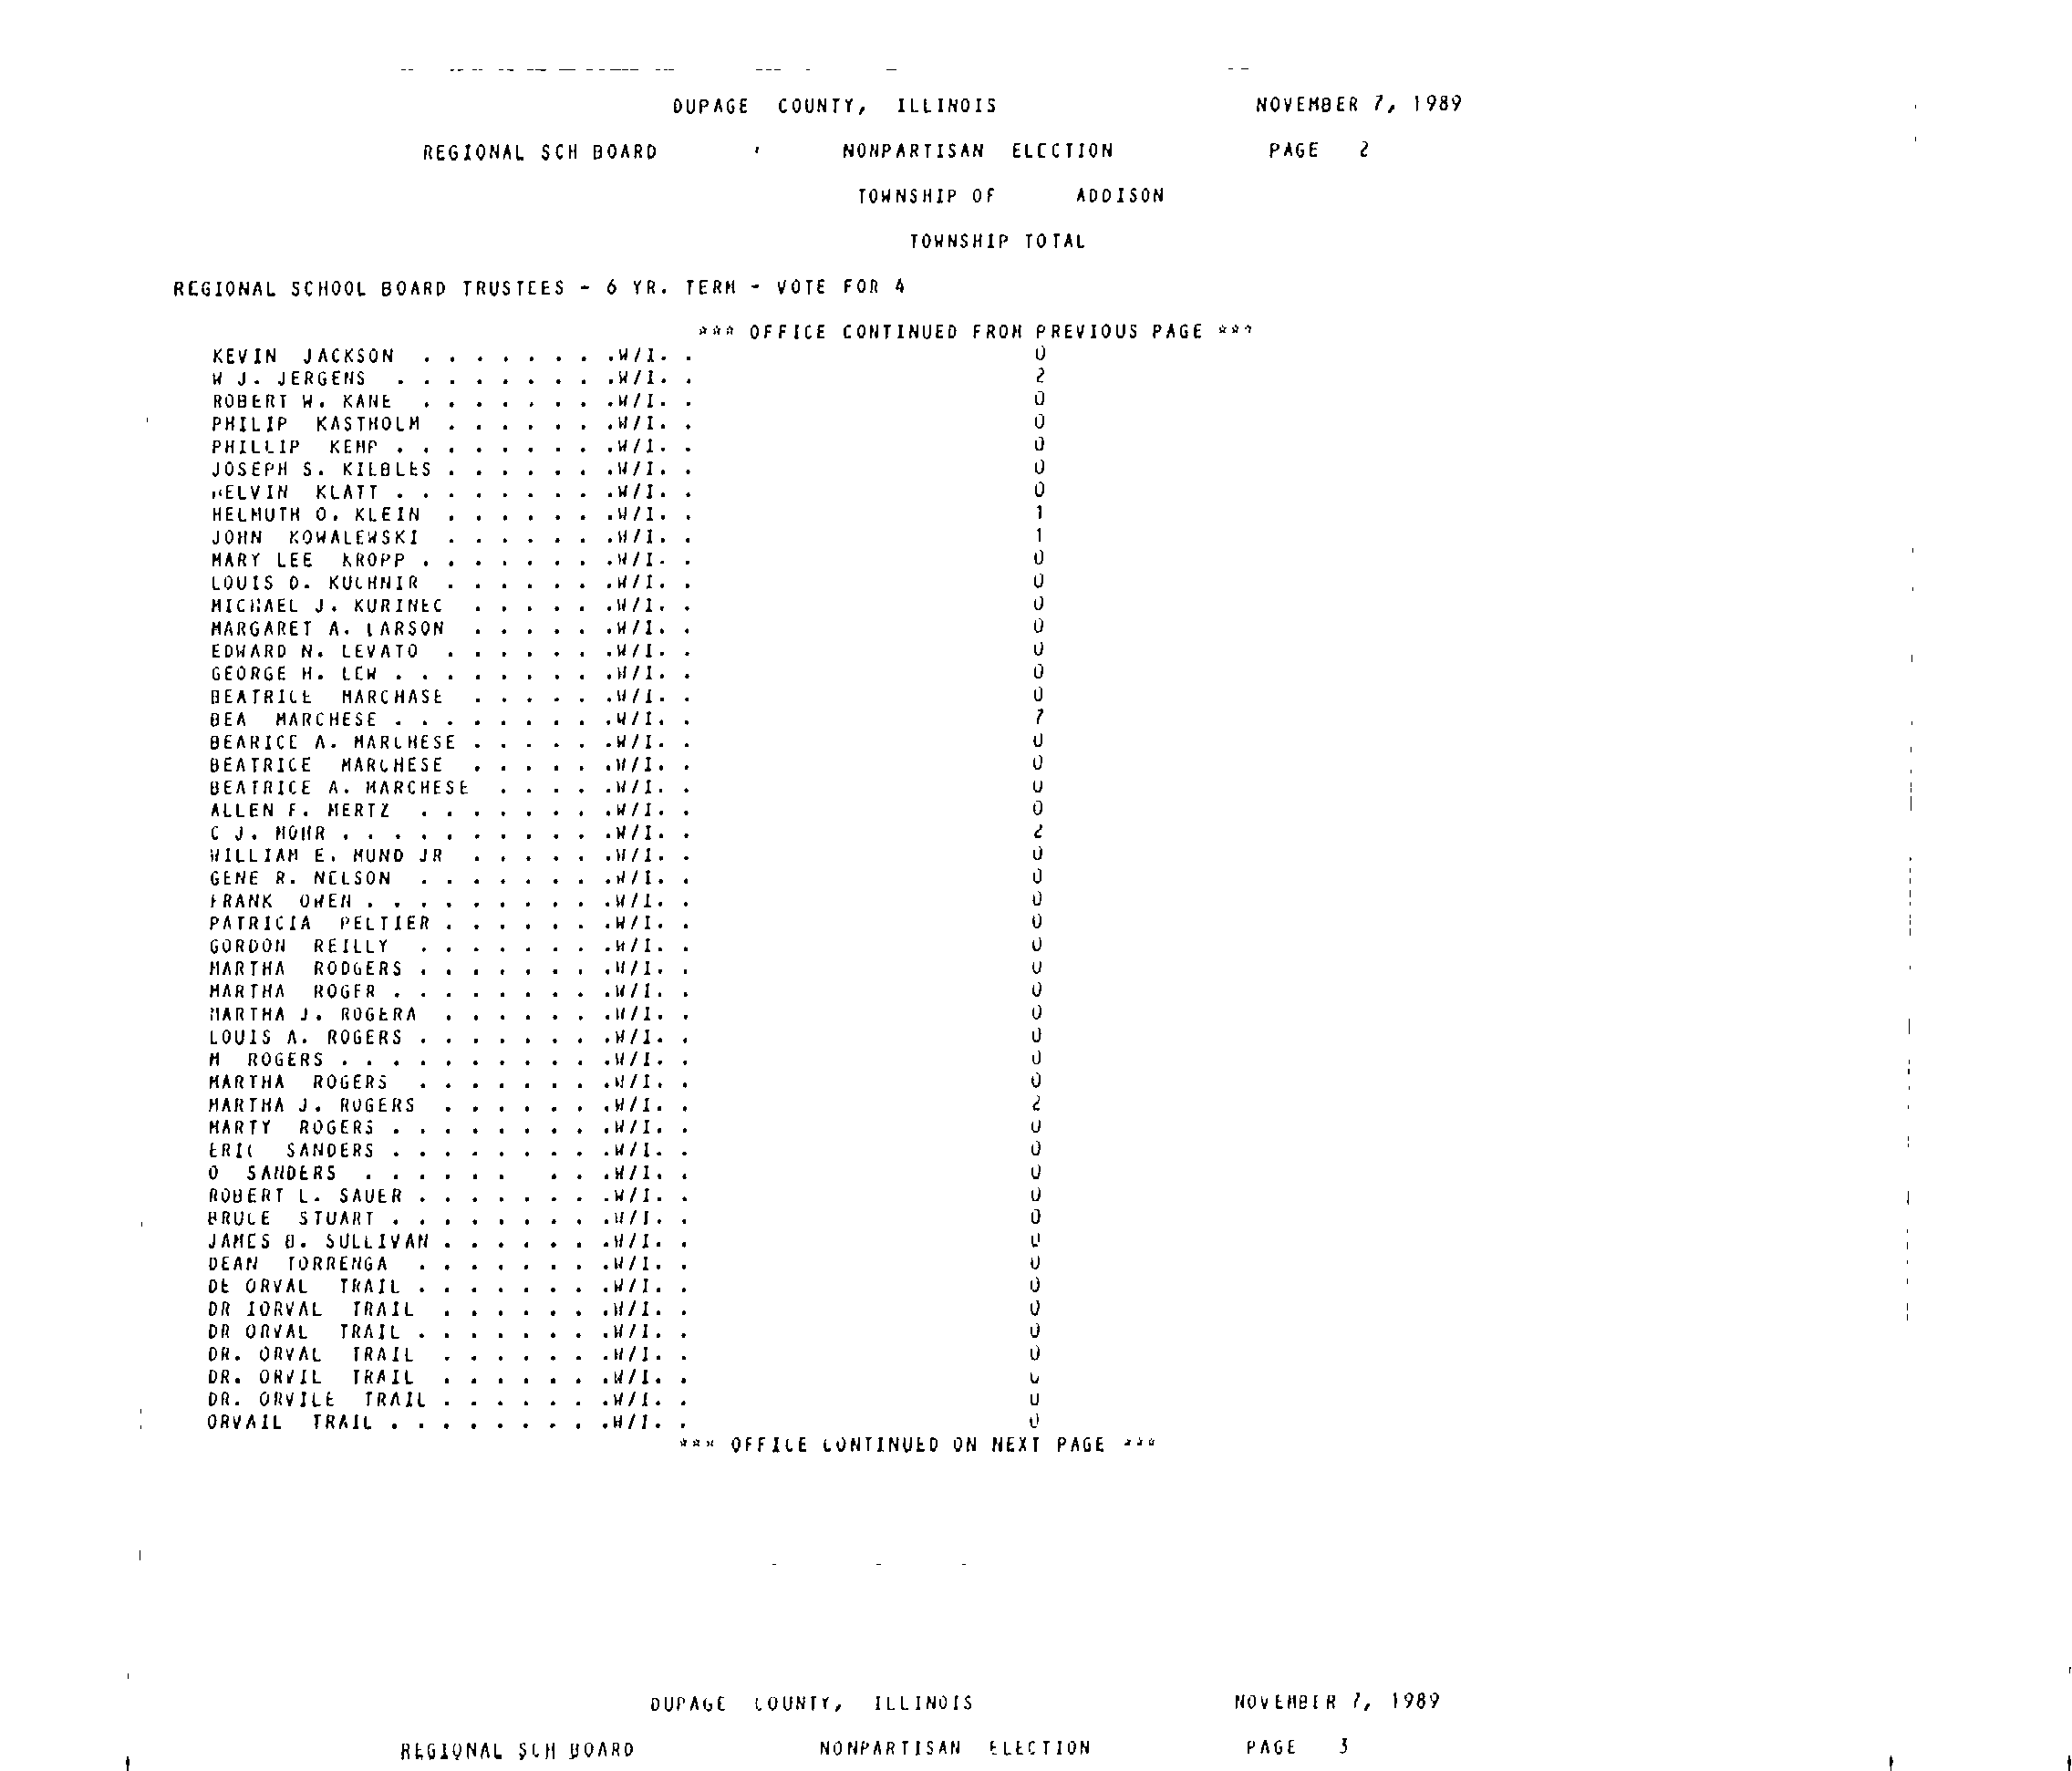 DUPAGE COUNTY, ILLINOIS NOVEMBER 7, 1989
REGIONAL SCH BOARD NONPARTISAN ELECTION PAGE 2
TOWNSHIP OF ADDISON
TOWNSHIP TOTAL
REGIONAL SCHOOL BOARD TRUSTEES - 6 YR. TERM - VOTE FOR 4
*** OFFICE CONTINUED FROM PREVIOUS PAGE ***
KEVIN JACKSON . . . . . . . .W/I. . 0
W J. JERGENS . . . . . . . . .W/I. . 2
ROBERT W. KANE . . . . . . . .W/I. . 0
PHILIP KASTHOLM . . . . . . .W/I. . 0
PHILLIP KEMP . . . . . . . . .W/I. . 0
JOSEPH S. KILBLES . . . . . . .W/I. . 0
MELVIN KLATT . . . . . . . . .W/I. . 0
HELMUTH O. KLEIN . . . . . . .W/I. . 1
JOHN KOWALEWSKI . . . . . . .W/I. . 1
MARY LEE KROPP . . . . . . . .W/I. . 0
LOUIS D. KUCHNIR . . . . . . .W/I. . 0
MICHAEL J. KURINEC . . . . . .W/I. . 0
MARGARET A. LARSON . . . . . .W/I. . 0
EDWARD N. LEVATO . . . . . . .W/I. . 0
GEORGE H. LEW . . . . . . . . .W/I. . 0
BEATRICE MARCHASE . . . . . .W/I. . 0
BEA MARCHESE . . . . . . . . .W/I. . 7
BEARICE A. MARCHESE . . . . . .W/I. . 0
BEATRICE MARCHESE . . . . . .W/I. . 0
BEATRICE A. MARCHESE . . . . .W/I. . 0
ALLEN F. MERTZ . . . . . . . .W/I. . 0
C J. MOHR . . . . . . . . . . .W/I. . 2
WILLIAM E. MUND JR . . . . . .W/I. . 0
GENE R. NELSON . . . . . . . .W/I. . 0
FRANK OWEN . . . . . . . . . .W/I. . 0
PATRICIA PELTIER . . . . . . .W/I. . 0
GORDON REILLY . . . . . . . .W/I. . 0
MARTHA RODGERS . . . . . . . .W/I. . 0
MARTHA ROGER . . . . . . . . .W/I. . 0
MARTHA J. ROGERA . . . . . . .W/I. . 0
LOUIS A. ROGERS . . . . . . . .W/I. . 0
M ROGERS . . . . . . . . . . .W/I. . 0
MARTHA ROGERS . . . . . . . .W/I. . 0
MARTHA J. ROGERS . . . . . . .W/I. . 2
MARTY ROGERS . . . . . . . . .W/I. . 0
ERIC SANDERS . . . . . . . . .W/I. . 0
O SANDERS . . . . . . . . .W/I. . 0
ROBERT L. SAUER . . . . . . . .W/I. . 0
BRUCE STUART . . . . . . . . .W/I. . 0
JAMES B. SULLIVAN . . . . . . .W/I. . 0
DEAN TORRENGA . . . . . . . .W/I. . 0
DE ORVAL TRAIL . . . . . . . .W/I. . 0
DR IORVAL TRAIL . . . . . . .W/I. . 0
DR ORVAL TRAIL . . . . . . . .W/I. . 0
DR. ORVAL TRAIL . . . . . . .W/I. . 0
DR. ORVIL TRAIL . . . . . . .W/I. . 0
DR. ORVILE TRAIL . . . . . . .W/I. . 0
ORVAIL TRAIL . . . . . . . . .W/I. . 0
*** OFFICE CONTINUED ON NEXT PAGE ***
DUPAGE COUNTY, ILLINOIS NOVEMBER 7, 1989
REGIONAL SCH BOARD NONPARTISAN ELECTION PAGE 3